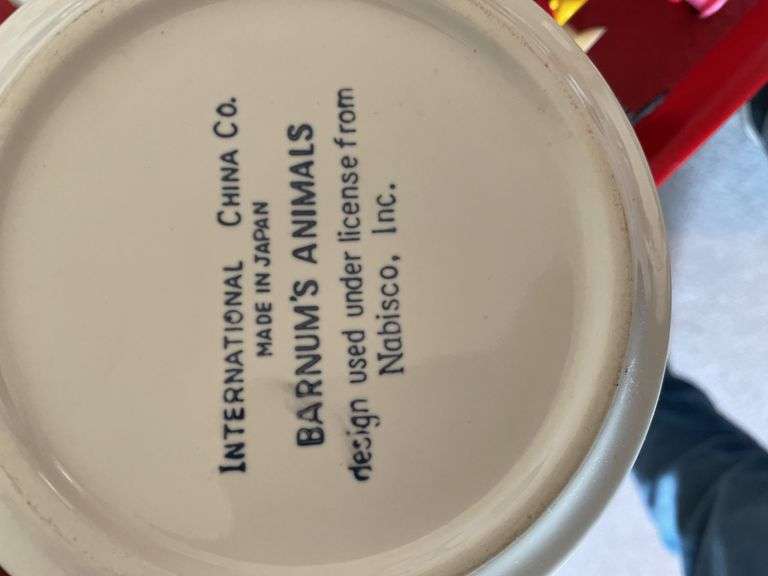 INTERNATIONAL CHINA CO.
MADE IN JAPAN
BARNUM'S ANIMALS
design used under license from
Nabisco, Inc.